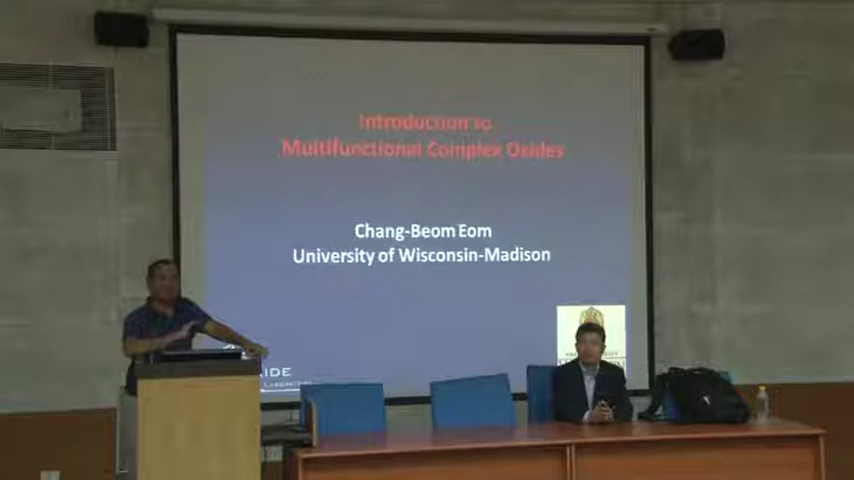 Introduction to
Multifunctional Complex Oxides
Chang-Beom Eom
University of Wisconsin-Madison